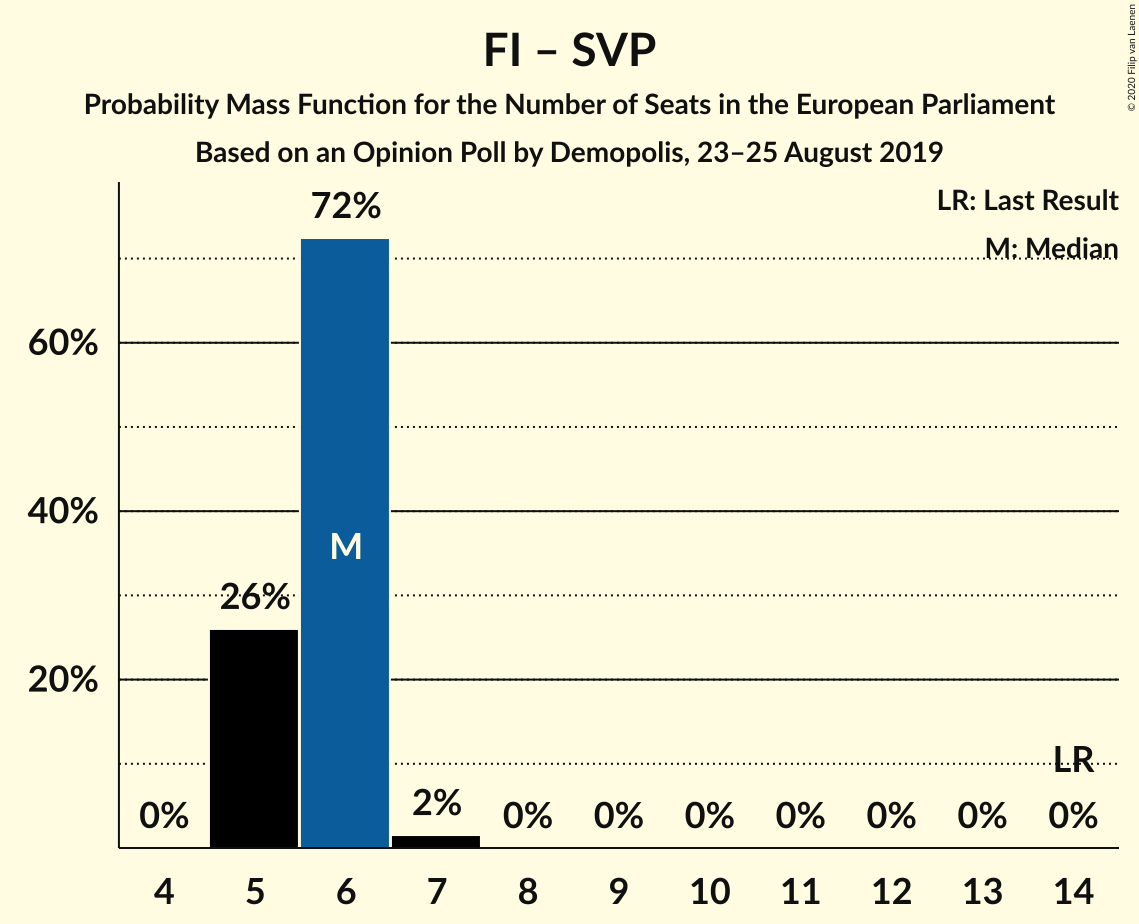 FI – SVP
Probability Mass Function for the Number of Seats in the European Parliament
Based on an Opinion Poll by Demopolis, 23–25 August 2019
© 2020 Filip van Laenen
LR: Last Result
M: Median
72%
60%
40%
20%
M
26%
LR
0%
2%
0%
0%
0%
0%
0%
0%
0%
4 5 6 7 8 9 10 11 12 13 14